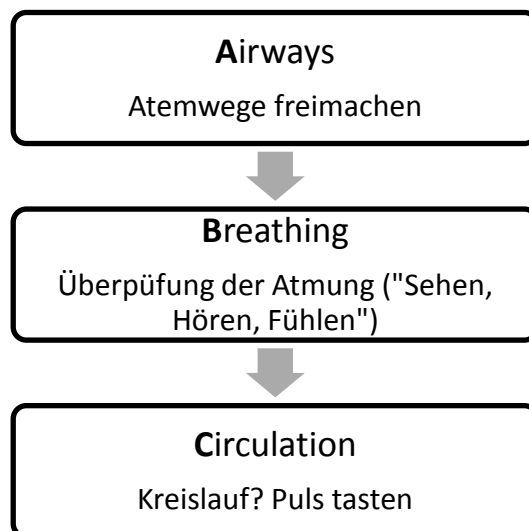 Airways
Atemwege freimachen
Breathing
Überpüfung der Atmung ("Sehen,
Hören, Fühlen")
Circulation
Kreislauf? Puls tasten